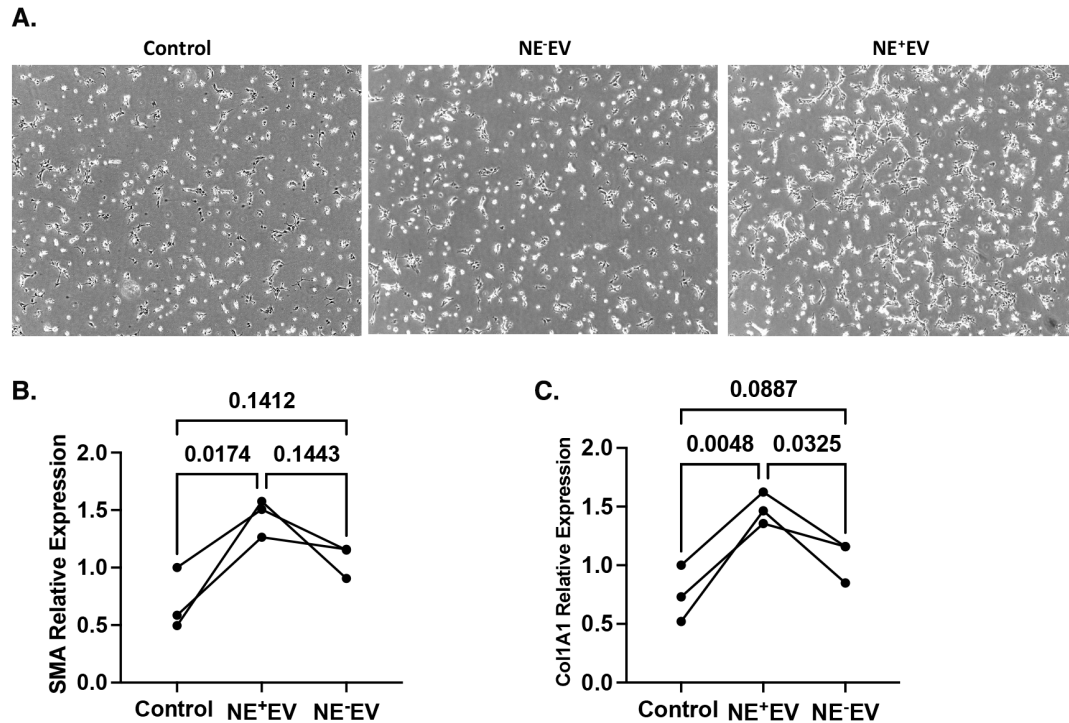 A.
Control NE⁻EV NE⁺EV
B.
0.1412
0.0174 0.1443
SMA Relative Expression
2.0
1.5
1.0
0.5
0.0
Control NE⁺EV NE⁻EV
C.
0.0887
0.0048 0.0325
Col1A1 Relative Expression
2.0
1.5
1.0
0.5
0.0
Control NE⁺EV NE⁻EV